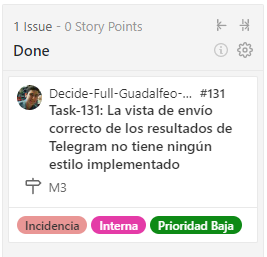 1 Issue - 0 Story Points
Done
Decide-Full-Guadalfeo-... #131
Task-131: La vista de envío
correcto de los resultados de
Telegram no tiene ningún
estilo implementado
M3
Incidencia Interna Prioridad Baja